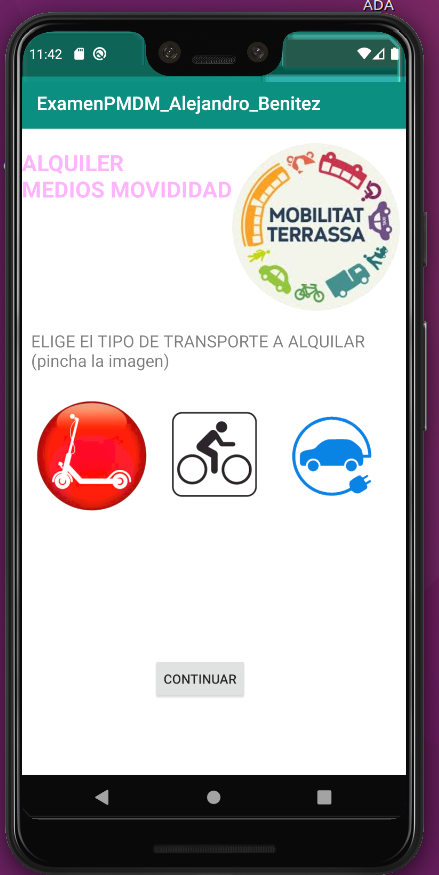 ADA
11:42
ExamenPMDM_Alejandro_Benitez
ALQUILER
MEDIOS MOVIDIDAD
MOBILITAT
TERRASSA
ELIGE El TIPO DE TRANSPORTE A ALQUILAR
(pincha la imagen)
CONTINUAR